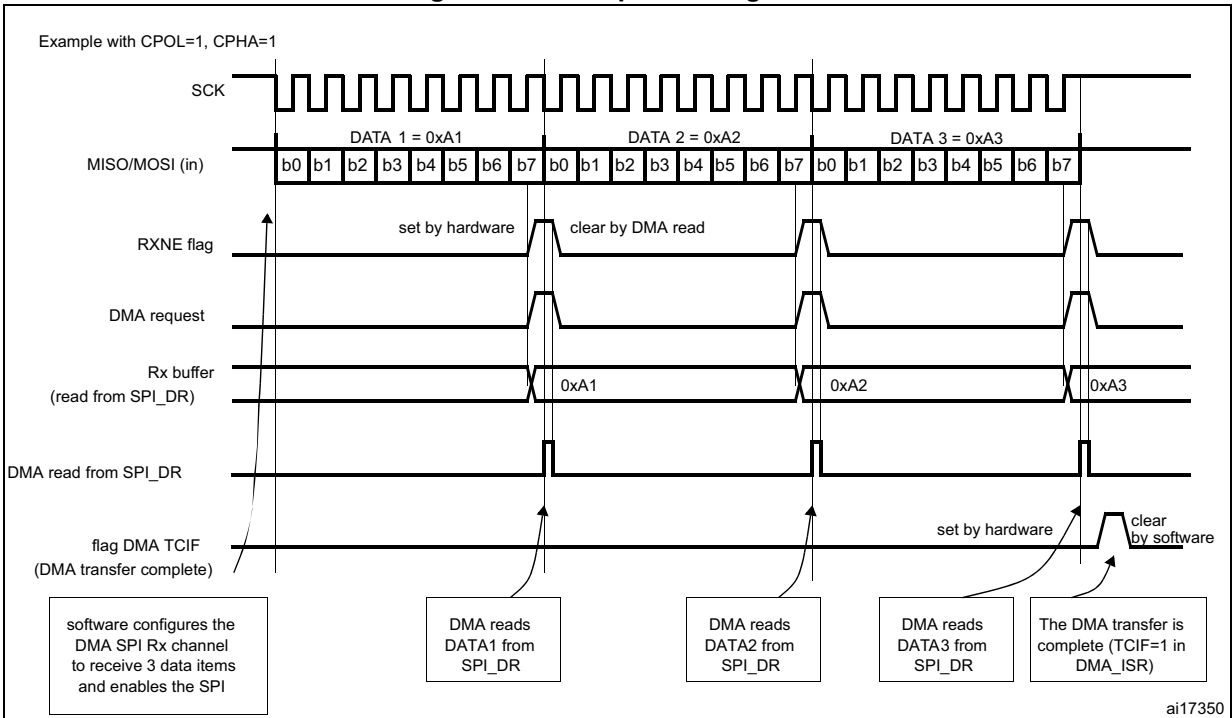 Example with CPOL=1, CPHA=1
SCK
DATA 1 = 0xA1 DATA 2 = 0xA2 DATA 3 = 0xA3
MISO/MOSI (in) b0 b1 b2 b3 b4 b5 b6 b7 b0 b1 b2 b3 b4 b5 b6 b7 b0 b1 b2 b3 b4 b5 b6 b7
set by hardware clear by DMA read
RXNE flag
DMA request
Rx buffer
(read from SPI_DR)
0xA1 0xA2 0xA3
DMA read from SPI_DR
set by hardware
clear
by software
flag DMA TCIF
(DMA transfer complete)
software configures the
DMA SPI Rx channel
to receive 3 data items
and enables the SPI
DMA reads
DATA1 from
SPI_DR
DMA reads
DATA2 from
SPI_DR
DMA reads
DATA3 from
SPI_DR
The DMA transfer is
complete (TCIF=1 in
DMA_ISR)
ai17350